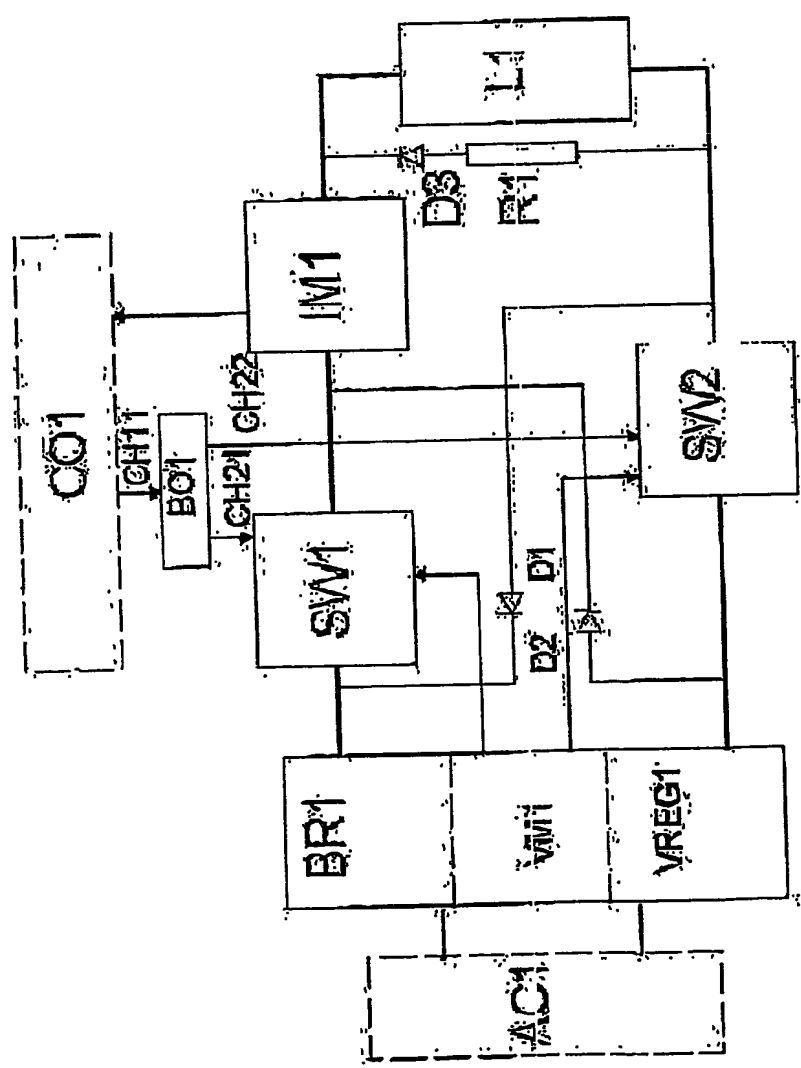 L1
D3
R1
IM1
CO1
CH11
BO1
CH22
CH21
SW2
SW1
D1
D2
BR1
VM1
VREG1
AC1